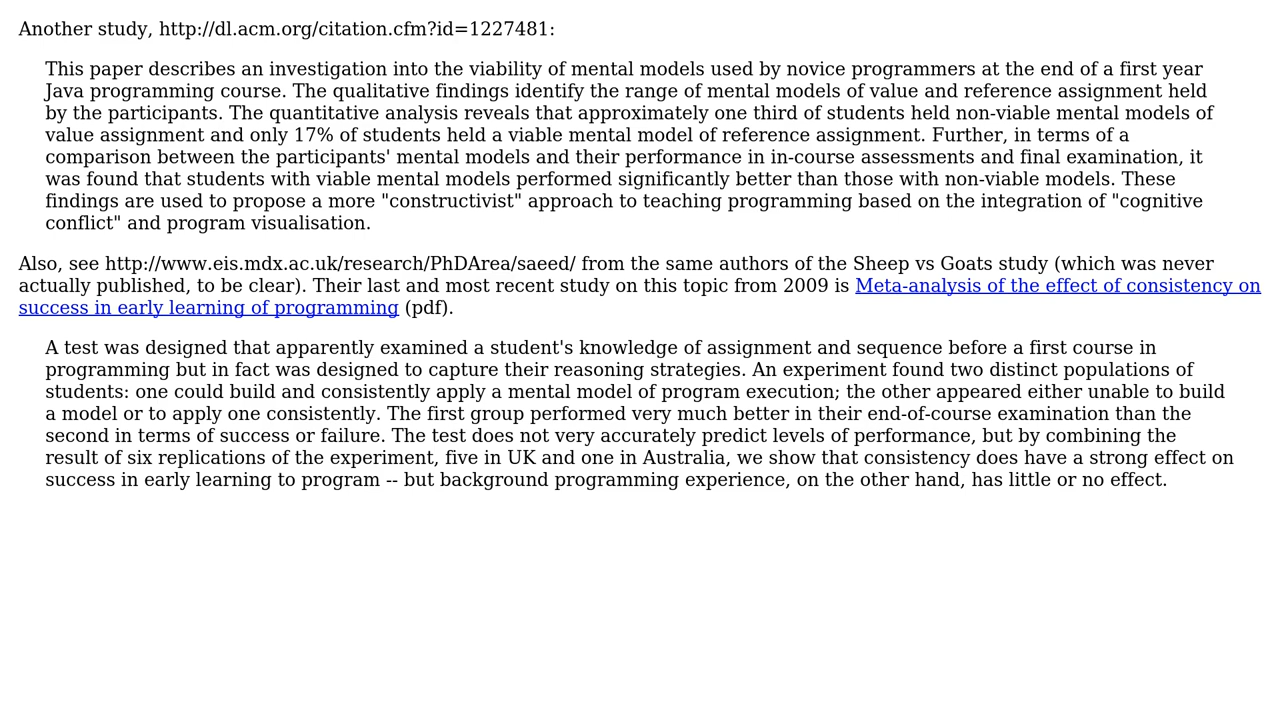 Another study, http://dl.acm.org/citation.cfm?id=1227481:
This paper describes an investigation into the viability of mental models used by novice programmers at the end of a first year
Java programming course. The qualitative findings identify the range of mental models of value and reference assignment held
by the participants. The quantitative analysis reveals that approximately one third of students held non-viable mental models of
value assignment and only 17% of students held a viable mental model of reference assignment. Further, in terms of a
comparison between the participants' mental models and their performance in in-course assessments and final examination, it
was found that students with viable mental models performed significantly better than those with non-viable models. These
findings are used to propose a more "constructivist" approach to teaching programming based on the integration of "cognitive
conflict" and program visualisation.
Also, see http://www.eis.mdx.ac.uk/research/PhDArea/saeed/ from the same authors of the Sheep vs Goats study (which was never
actually published, to be clear). Their last and most recent study on this topic from 2009 is Meta-analysis of the effect of consistency on
success in early learning of programming (pdf).
A test was designed that apparently examined a student's knowledge of assignment and sequence before a first course in
programming but in fact was designed to capture their reasoning strategies. An experiment found two distinct populations of
students: one could build and consistently apply a mental model of program execution; the other appeared either unable to build
a model or to apply one consistently. The first group performed very much better in their end-of-course examination than the
second in terms of success or failure. The test does not very accurately predict levels of performance, but by combining the
result of six replications of the experiment, five in UK and one in Australia, we show that consistency does have a strong effect on
success in early learning to program -- but background programming experience, on the other hand, has little or no effect.